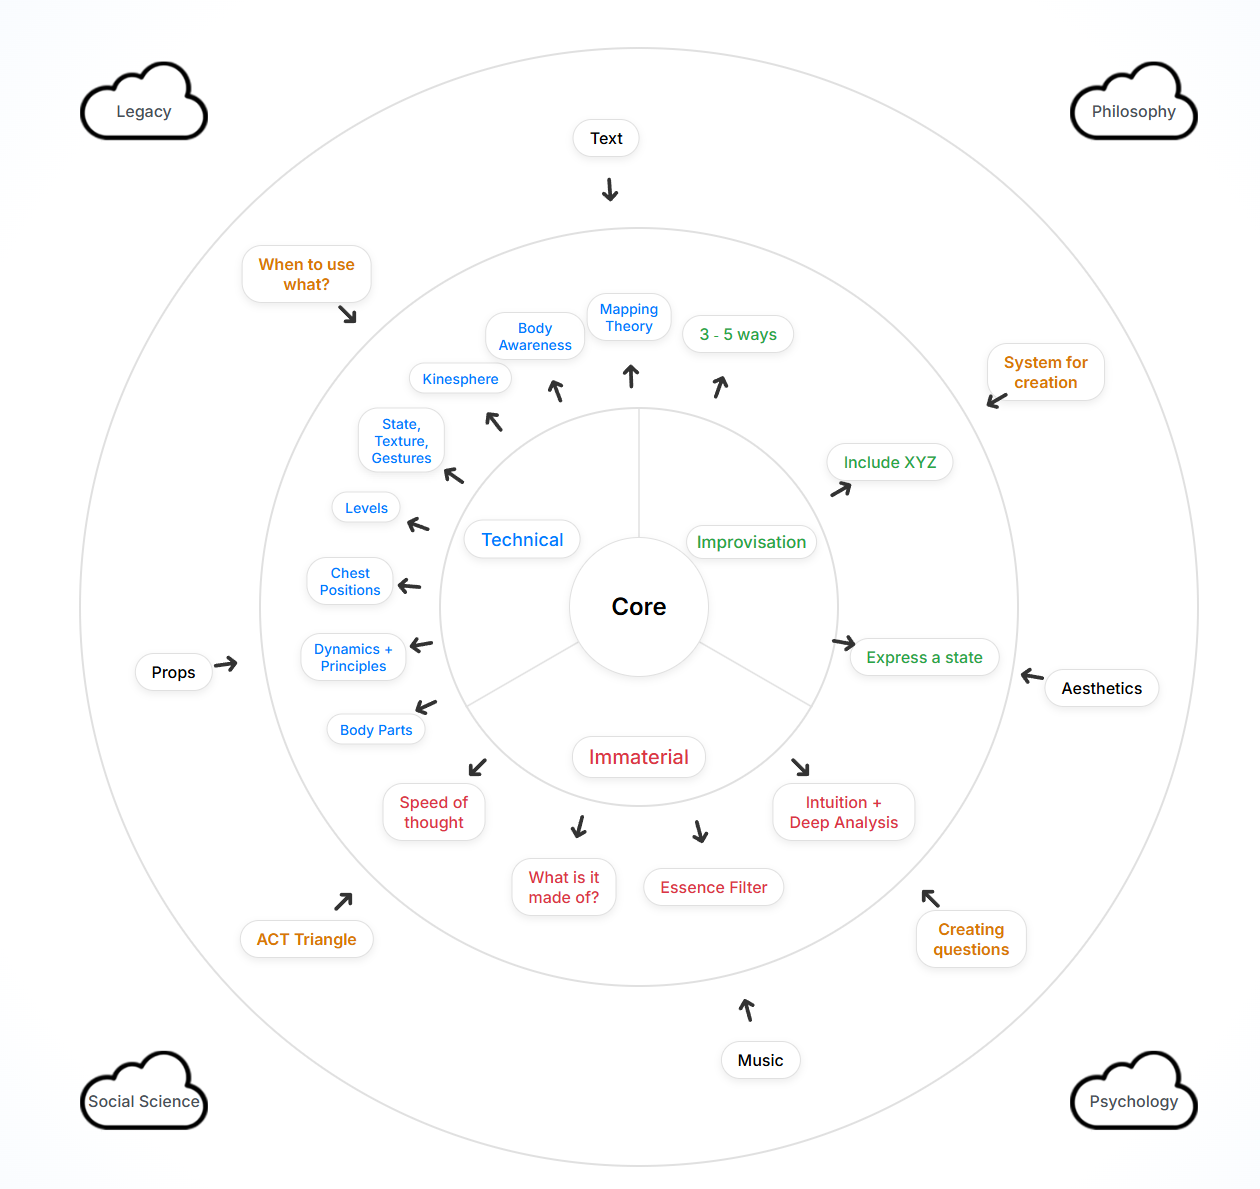 Legacy
Philosophy
Text
When to use
what?
Mapping
Theory
Body
Awareness
3 - 5 ways
System for
creation
Kinesphere
State,
Texture,
Gestures
Include XYZ
Levels
Technical
Improvisation
Chest
Positions
Core
Dynamics +
Principles
Express a state
Props
Aesthetics
Body Parts
Immaterial
Speed of
thought
Intuition +
Deep Analysis
What is it
made of?
Essence Filter
ACT Triangle
Creating
questions
Music
Social Science
Psychology